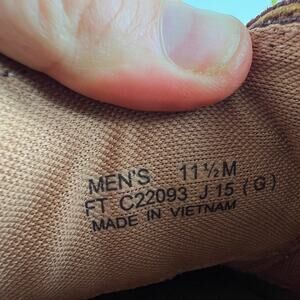 MEN'S 11½M
FT C22093 J 15 (G)
MADE IN VIETNAM